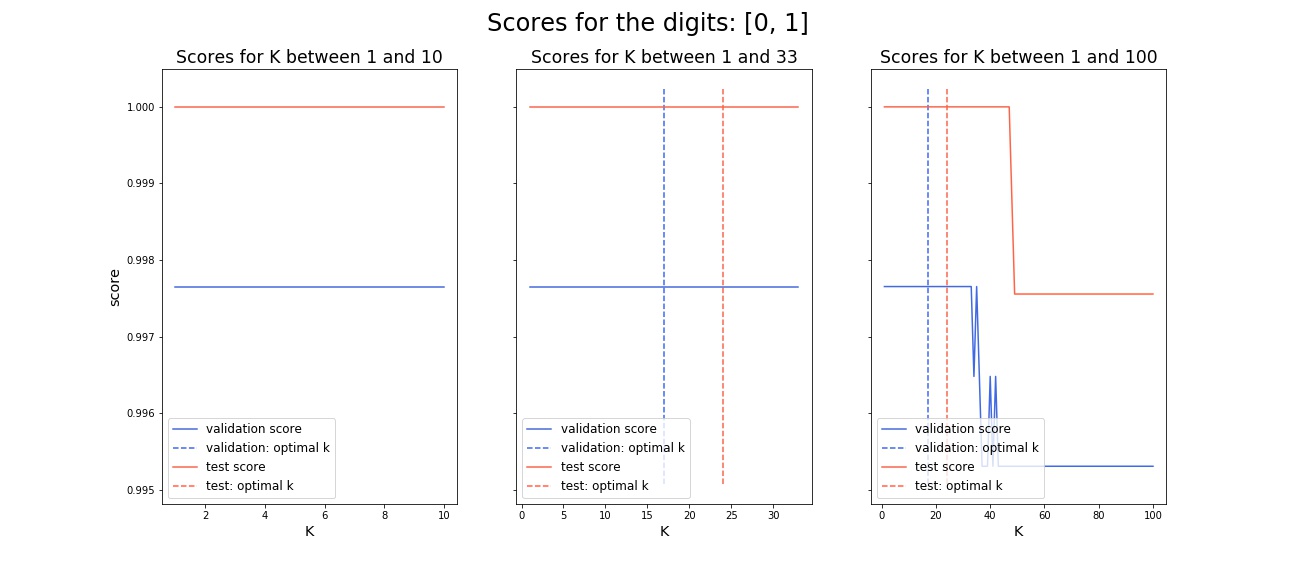 Scores for the digits: [0, 1]
Scores for K between 1 and 10
Scores for K between 1 and 33
Scores for K between 1 and 100
1.000
0.999
0.998
0.997
0.996
0.995
score
validation score
validation: optimal k
test score
test: optimal k
validation score
validation: optimal k
test score
test: optimal k
validation score
validation: optimal k
test score
test: optimal k
2 4 6 8 10
0 5 10 15 20 25 30
0 20 40 60 80 100
K
K
K